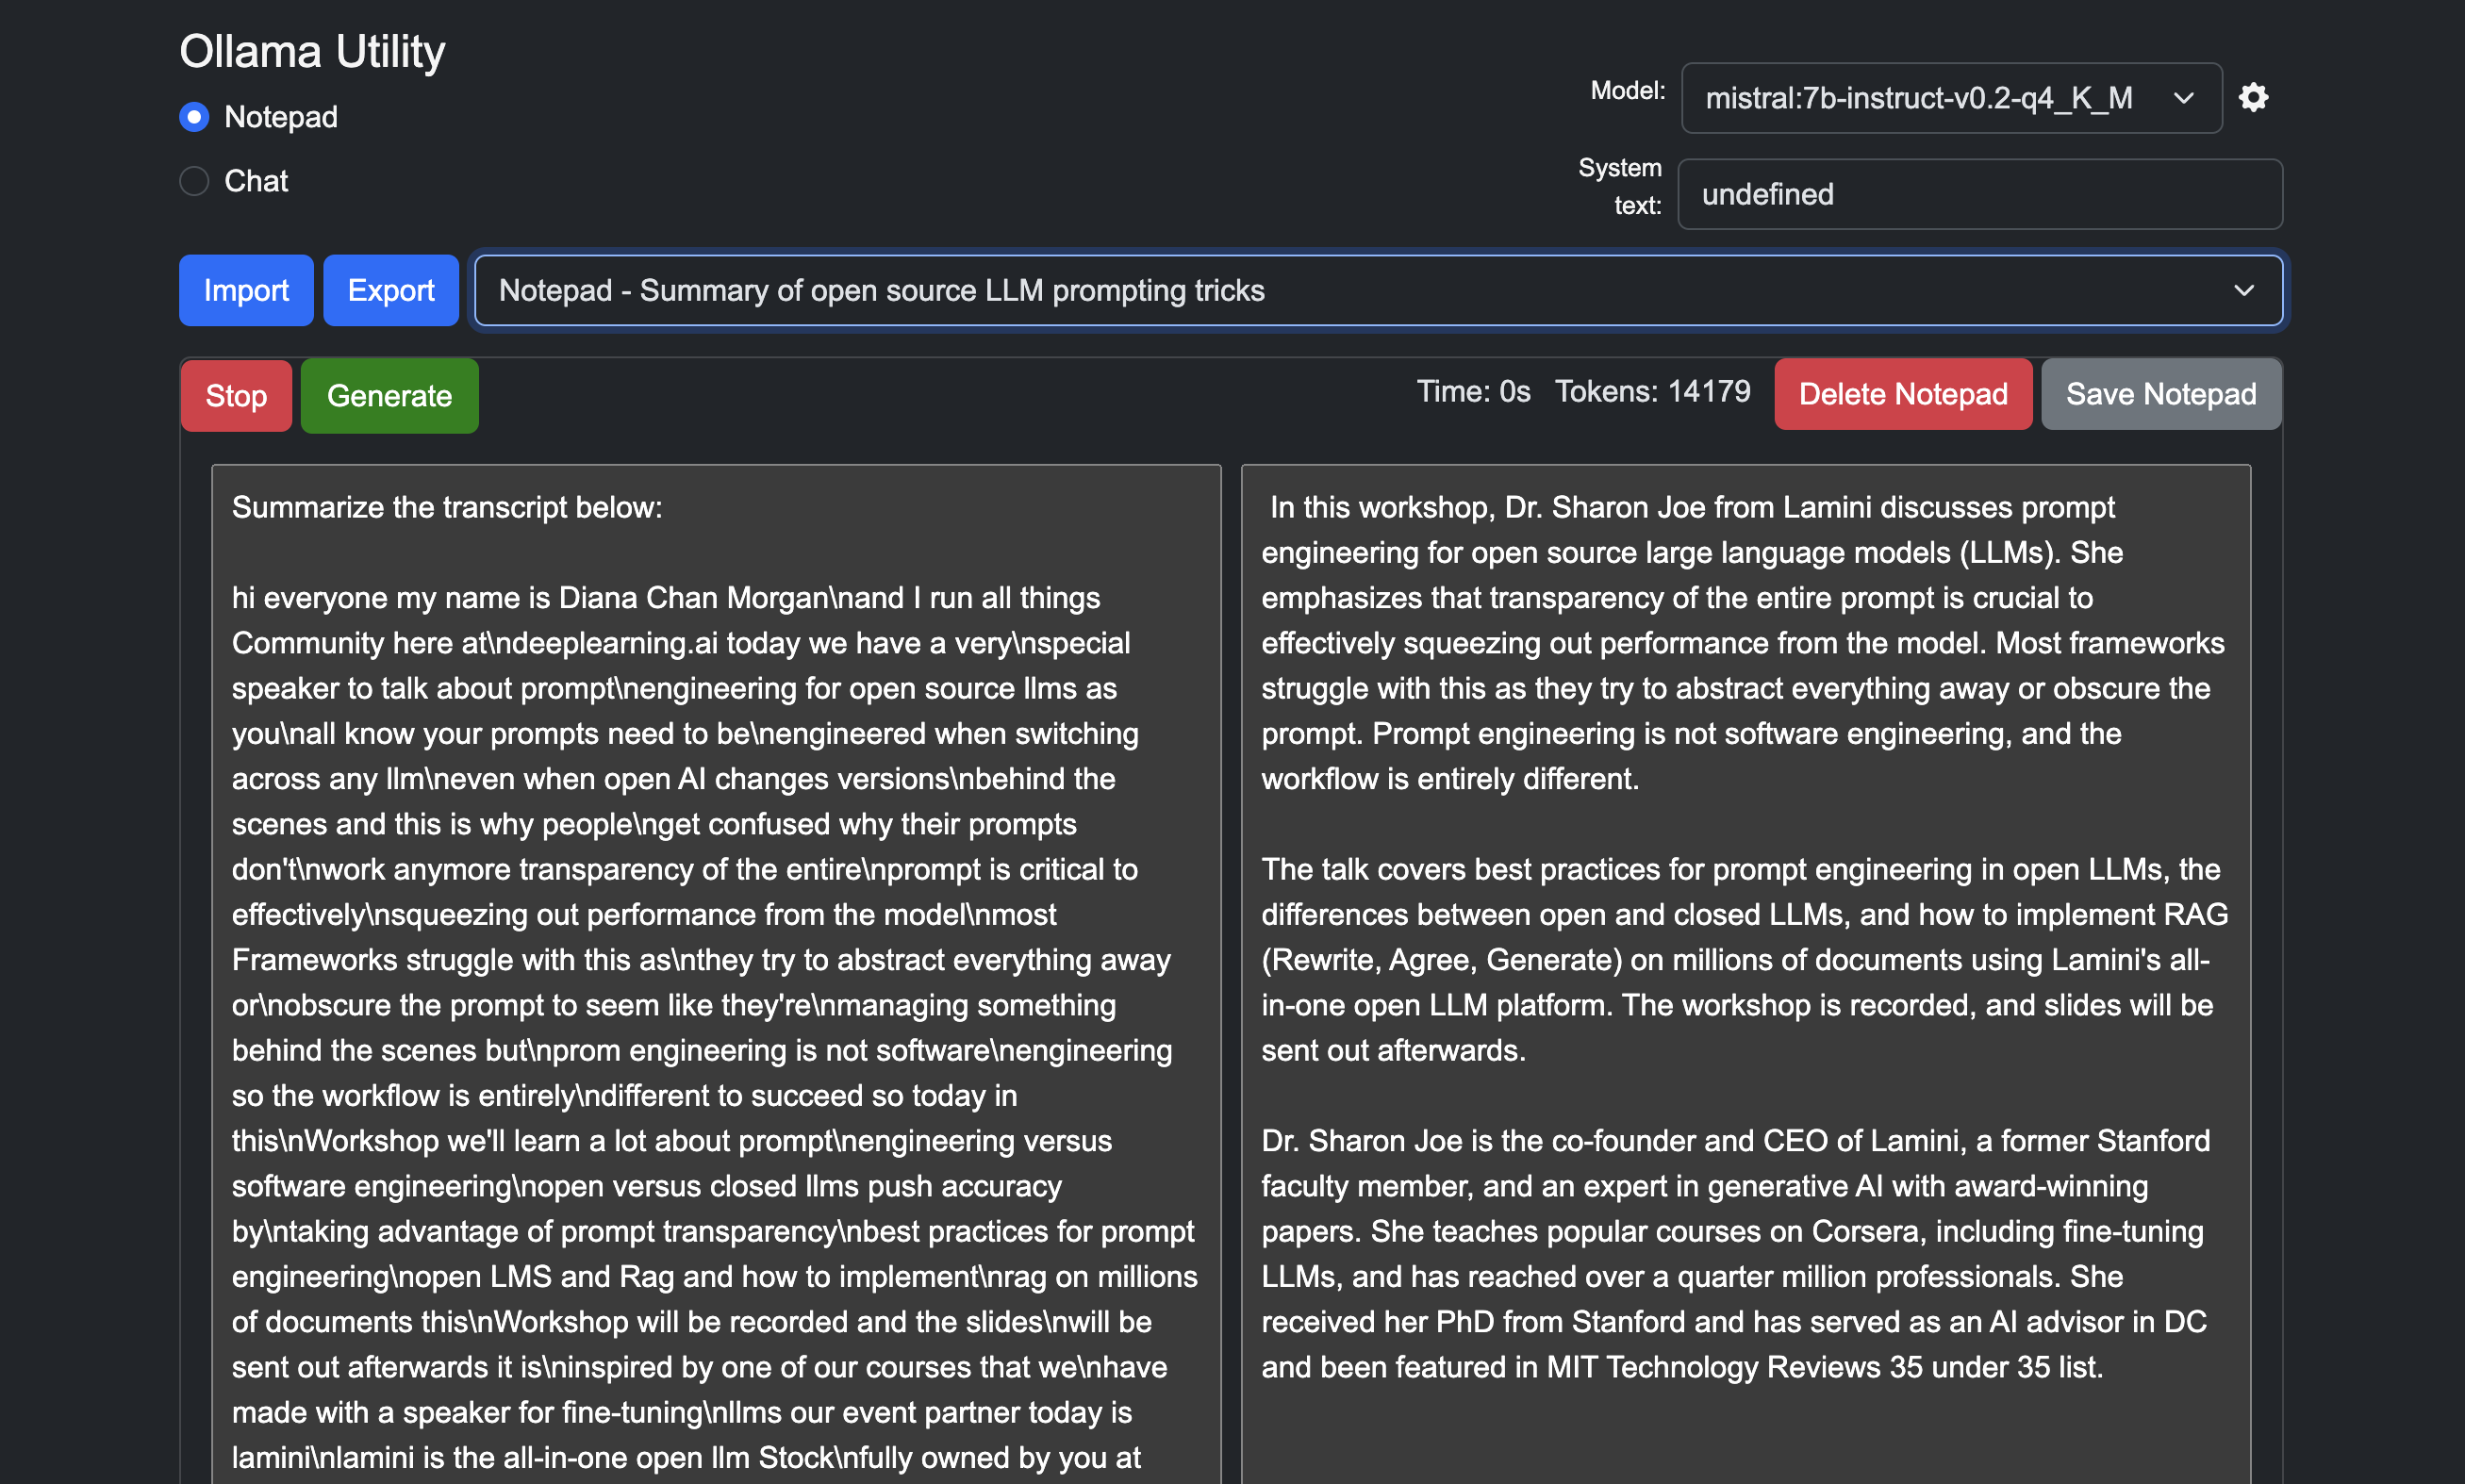 Ollama Utility
Notepad
Chat
Model:
mistral:7b-instruct-v0.2-q4_K_M
System
text:
undefined
Import
Export
Notepad - Summary of open source LLM prompting tricks
Stop
Generate
Time: 0s
Tokens: 14179
Delete Notepad
Save Notepad
Summarize the transcript below:
hi everyone my name is Diana Chan Morgan\nand I run all things
Community here at\ndeeplearning.ai today we have a very\nspecial
speaker to talk about prompt\nengineering for open source llms as
you\nall know your prompts need to be\nengineered when switching
across any llm\neven when open AI changes versions\nbehind the
scenes and this is why people\nget confused why their prompts
don't\nwork anymore transparency of the entire\nprompt is critical to
effectively\nsqueezing out performance from the model\nmost
Frameworks struggle with this as\nthey try to abstract everything away
or\nobscure the prompt to seem like they're\nmanaging something
behind the scenes but\nprom engineering is not software\nengineering
so the workflow is entirely\ndifferent to succeed so today in
this\nWorkshop we'll learn a lot about prompt\nengineering versus
software engineering\nopen versus closed llms push accuracy
by\ntaking advantage of prompt transparency\nbest practices for prompt
engineering\nopen LMS and Rag and how to implement\nrag on millions
of documents this\nWorkshop will be recorded and the slides\nwill be
sent out afterwards it is\ninspired by one of our courses that we\nhave
made with a speaker for fine-tuning\nllms our event partner today is
lamini\nlamini is the all-in-one open llm Stock\nfully owned by you at
In this workshop, Dr. Sharon Joe from Lamini discusses prompt
engineering for open source large language models (LLMs). She
emphasizes that transparency of the entire prompt is crucial to
effectively squeezing out performance from the model. Most frameworks
struggle with this as they try to abstract everything away or obscure the
prompt. Prompt engineering is not software engineering, and the
workflow is entirely different.
The talk covers best practices for prompt engineering in open LLMs, the
differences between open and closed LLMs, and how to implement RAG
(Rewrite, Agree, Generate) on millions of documents using Lamini's all-
in-one open LLM platform. The workshop is recorded, and slides will be
sent out afterwards.
Dr. Sharon Joe is the co-founder and CEO of Lamini, a former Stanford
faculty member, and an expert in generative AI with award-winning
papers. She teaches popular courses on Corsera, including fine-tuning
LLMs, and has reached over a quarter million professionals. She
received her PhD from Stanford and has served as an AI advisor in DC
and been featured in MIT Technology Reviews 35 under 35 list.